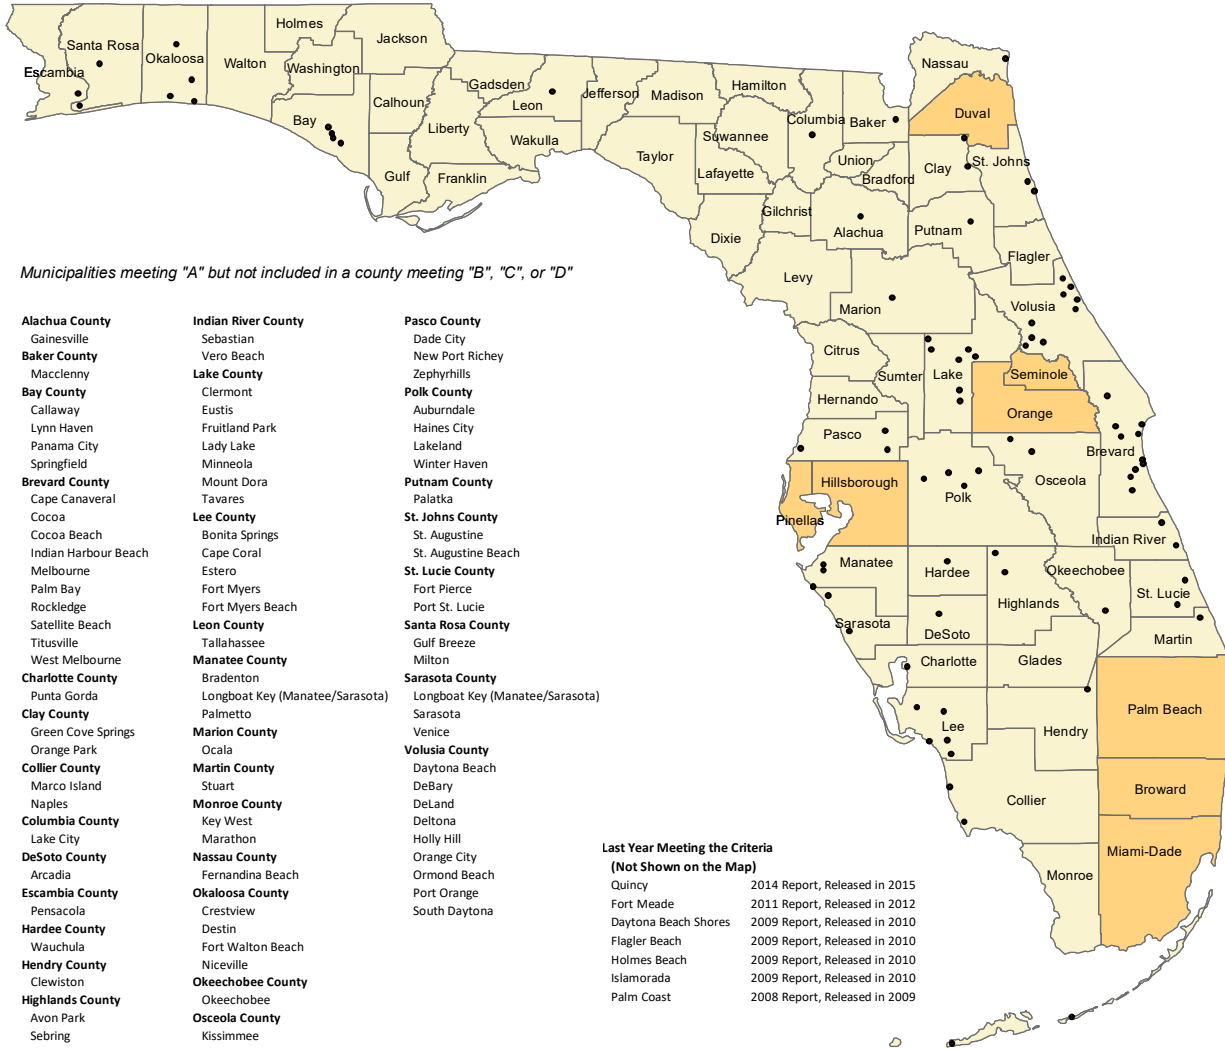 Holmes
Jackson
Santa Rosa
Okaloosa
Walton
Washington
Escambia
Calhoun
Bay
Liberty
Gulf
Franklin
Gadsden
Leon
Wakulla
Jefferson
Madison
Taylor
Hamilton
Suwannee
Lafayette
Columbia
Baker
Nassau
Duval
Union
Bradford
Clay
St. Johns
Gilchrist
Alachua
Putnam
Dixie
Levy
Flagler
Marion
Volusia
Citrus
Sumter
Lake
Seminole
Orange
Hernando
Pasco
Brevard
Osceola
Hillsborough
Polk
Pinellas
Indian River
Manatee
Hardee
Okeechobee
Highlands
St. Lucie
Sarasota
DeSoto
Martin
Charlotte
Glades
Palm Beach
Lee
Hendry
Broward
Collier
Miami-Dade
Monroe
Municipalities meeting "A" but not included in a county meeting "B", "C", or "D"
Alachua County
Gainesville
Baker County
Macclenny
Bay County
Callaway
Lynn Haven
Panama City
Springfield
Brevard County
Cape Canaveral
Cocoa
Cocoa Beach
Indian Harbour Beach
Melbourne
Palm Bay
Rockledge
Satellite Beach
Titusville
West Melbourne
Charlotte County
Punta Gorda
Clay County
Green Cove Springs
Orange Park
Collier County
Marco Island
Naples
Columbia County
Lake City
DeSoto County
Arcadia
Escambia County
Pensacola
Hardee County
Wauchula
Hendry County
Clewiston
Highlands County
Avon Park
Sebring
Indian River County
Sebastian
Vero Beach
Lake County
Clermont
Eustis
Fruitland Park
Lady Lake
Minneola
Mount Dora
Tavares
Lee County
Bonita Springs
Cape Coral
Estero
Fort Myers
Fort Myers Beach
Leon County
Tallahassee
Manatee County
Bradenton
Longboat Key (Manatee/Sarasota)
Palmetto
Marion County
Ocala
Martin County
Stuart
Monroe County
Key West
Marathon
Nassau County
Fernandina Beach
Okaloosa County
Crestview
Destin
Fort Walton Beach
Niceville
Okeechobee County
Okeechobee
Osceola County
Kissimmee
Pasco County
Dade City
New Port Richey
Zephyrhills
Polk County
Auburndale
Haines City
Lakeland
Winter Haven
Putnam County
Palatka
St. Johns County
St. Augustine
St. Augustine Beach
St. Lucie County
Fort Pierce
Port St. Lucie
Santa Rosa County
Gulf Breeze
Milton
Sarasota County
Longboat Key (Manatee/Sarasota)
Sarasota
Venice
Volusia County
Daytona Beach
DeBary
DeLand
Deltona
Holly Hill
Orange City
Ormond Beach
Port Orange
South Daytona
Last Year Meeting the Criteria
(Not Shown on the Map)
Quincy 2014 Report, Released in 2015
Fort Meade 2011 Report, Released in 2012
Daytona Beach Shores 2009 Report, Released in 2010
Flagler Beach 2009 Report, Released in 2010
Holmes Beach 2009 Report, Released in 2010
Islamorada 2009 Report, Released in 2010
Palm Coast 2008 Report, Released in 2009